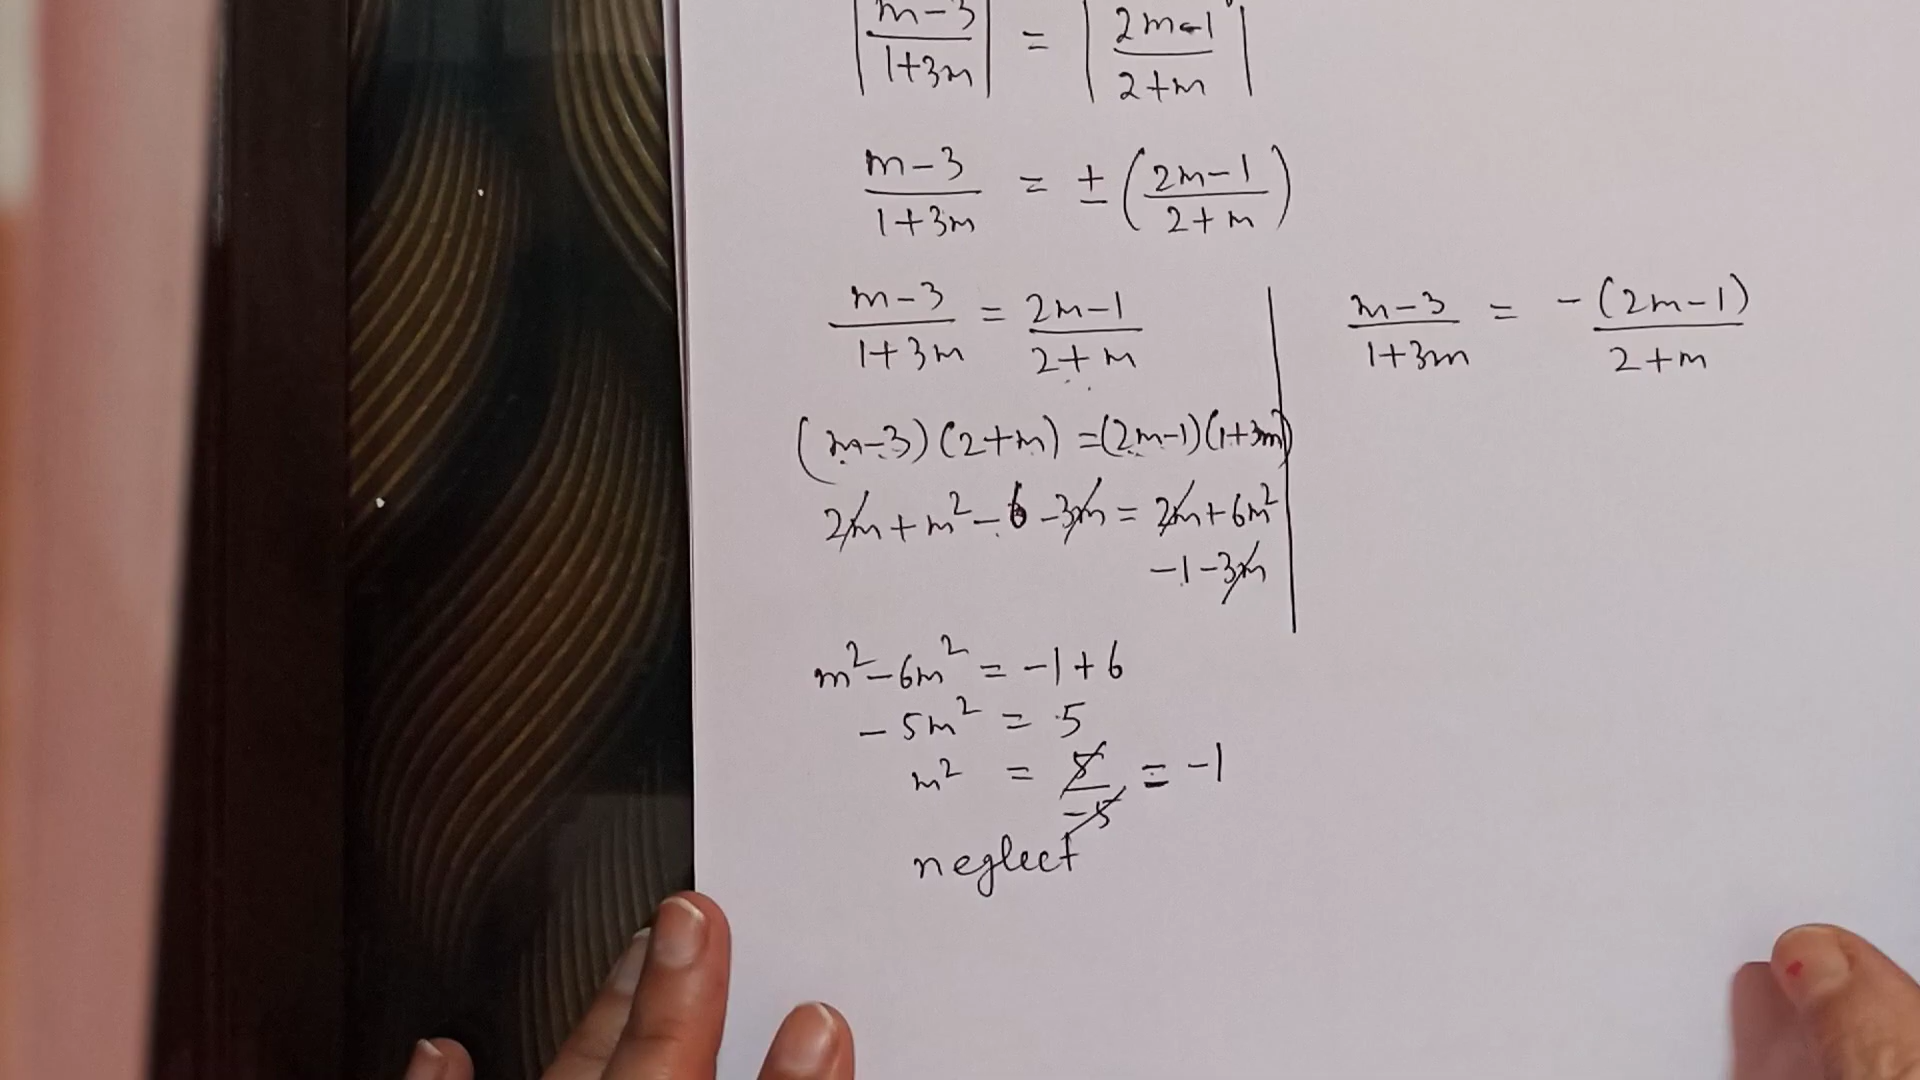 |m-3/1+3m| = |2m-1/2+m|
m-3/1+3m = ±(2m-1/2+m)
m-3/1+3m = 2m-1/2+m
(m-3)(2+m) =(2m-1)(1+3m)
2m+m²-6-3m = 2m+6m²
-1-3m
m²-6m² = -1+6
-5m² = 5
m² = 5/-5 = -1
neglect
m-3/1+3m = -(2m-1)/2+m